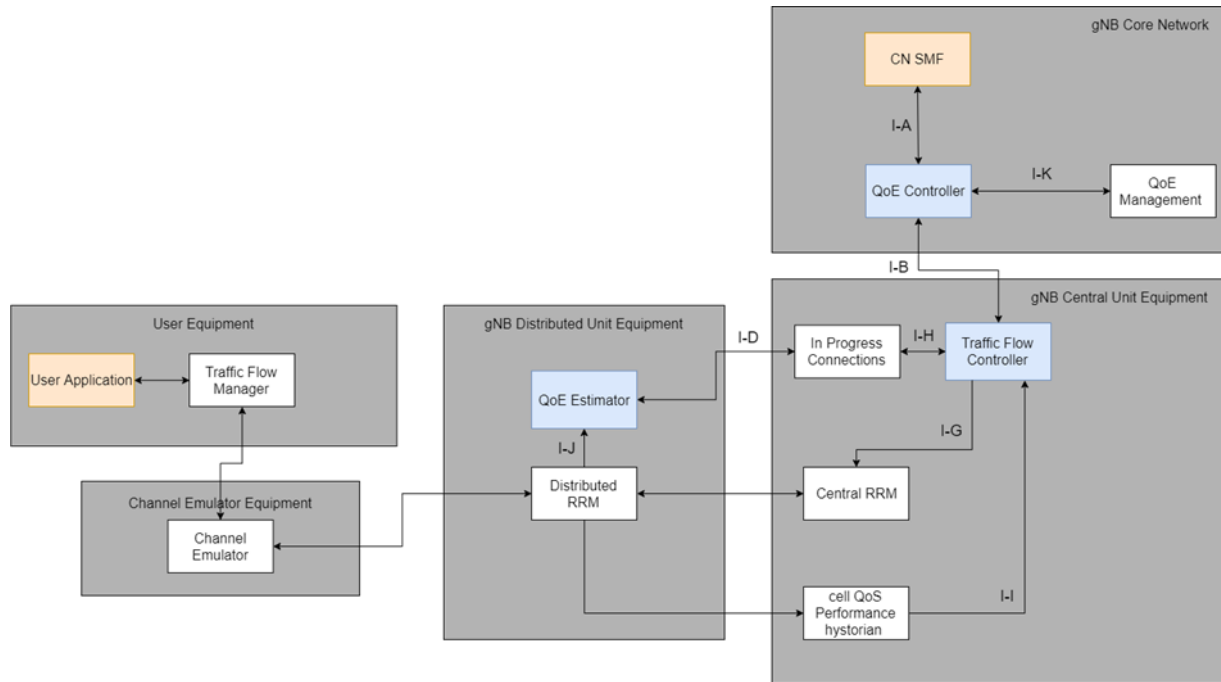 gNB Core Network
CN SMF
I-A
QoE Controller
I-K
QoE
Management
I-B
User Equipment
User Application
Traffic Flow
Manager
Channel Emulator Equipment
Channel
Emulator
gNB Distributed Unit Equipment
QoE Estimator
I-J
Distributed
RRM
I-D
gNB Central Unit Equipment
In Progress
Connections
I-H
Traffic Flow
Controller
I-G
Central RRM
cell QoS
Performance
hystorian
I-I